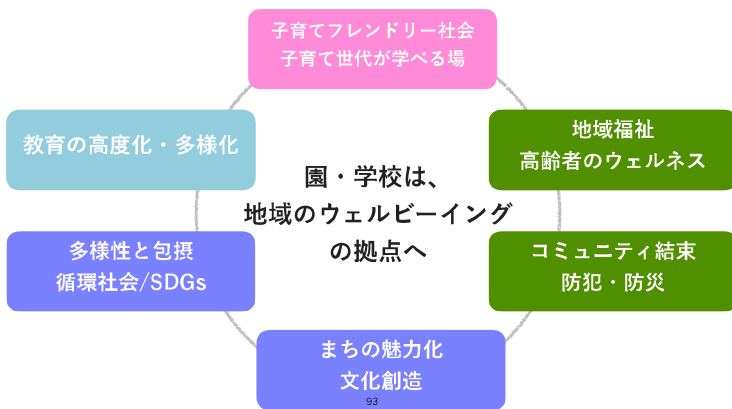 子育てフレンドリー社会
子育て世代が学べる場
教育の高度化・多様化
地域福祉
高齢者のウェルネス
園・学校は、
地域のウェルビーイング
の拠点へ
多様性と包摂
循環社会/SDGs
コミュニティ結束
防犯・防災
まちの魅力化
文化創造
93